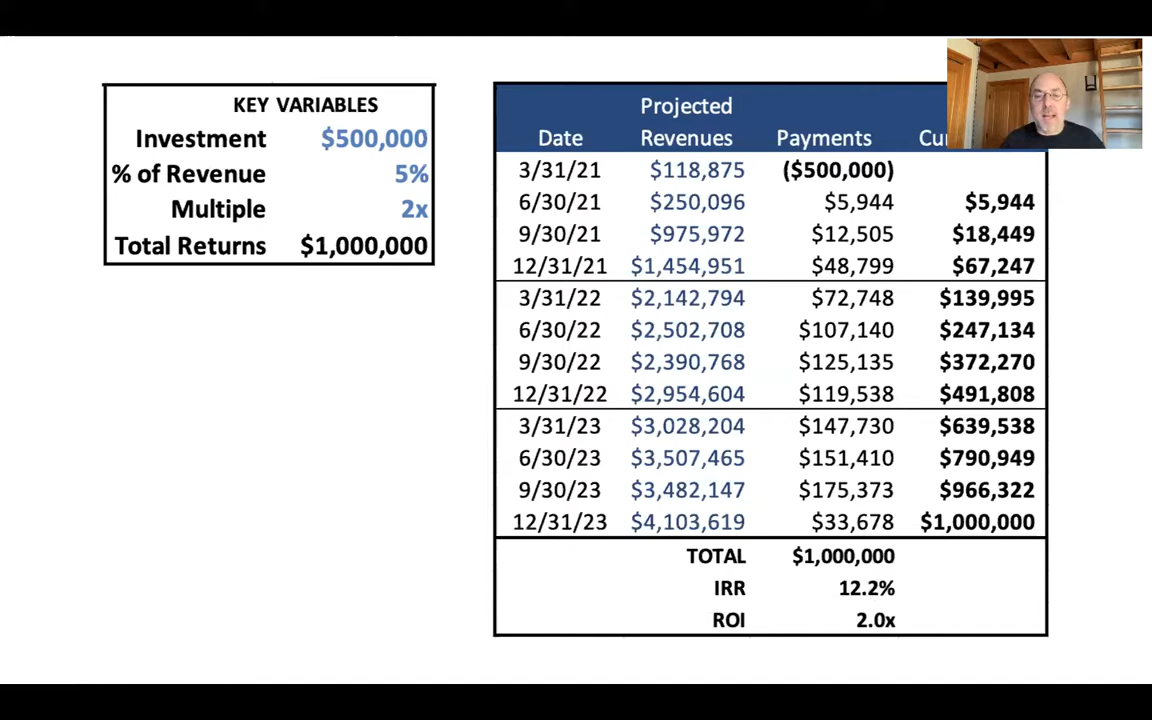 KEY VARIABLES
Investment $500,000
% of Revenue 5%
Multiple 2x
Total Returns $1,000,000
Projected
Date Revenues Payments Cu
3/31/21 $118,875 ($500,000)
6/30/21 $250,096 $5,944 $5,944
9/30/21 $975,972 $12,505 $18,449
12/31/21 $1,454,951 $48,799 $67,247
3/31/22 $2,142,794 $72,748 $139,995
6/30/22 $2,502,708 $107,140 $247,134
9/30/22 $2,390,768 $125,135 $372,270
12/31/22 $2,954,604 $119,538 $491,808
3/31/23 $3,028,204 $147,730 $639,538
6/30/23 $3,507,465 $151,410 $790,949
9/30/23 $3,482,147 $175,373 $966,322
12/31/23 $4,103,619 $33,678 $1,000,000
TOTAL $1,000,000
IRR 12.2%
ROI 2.0x